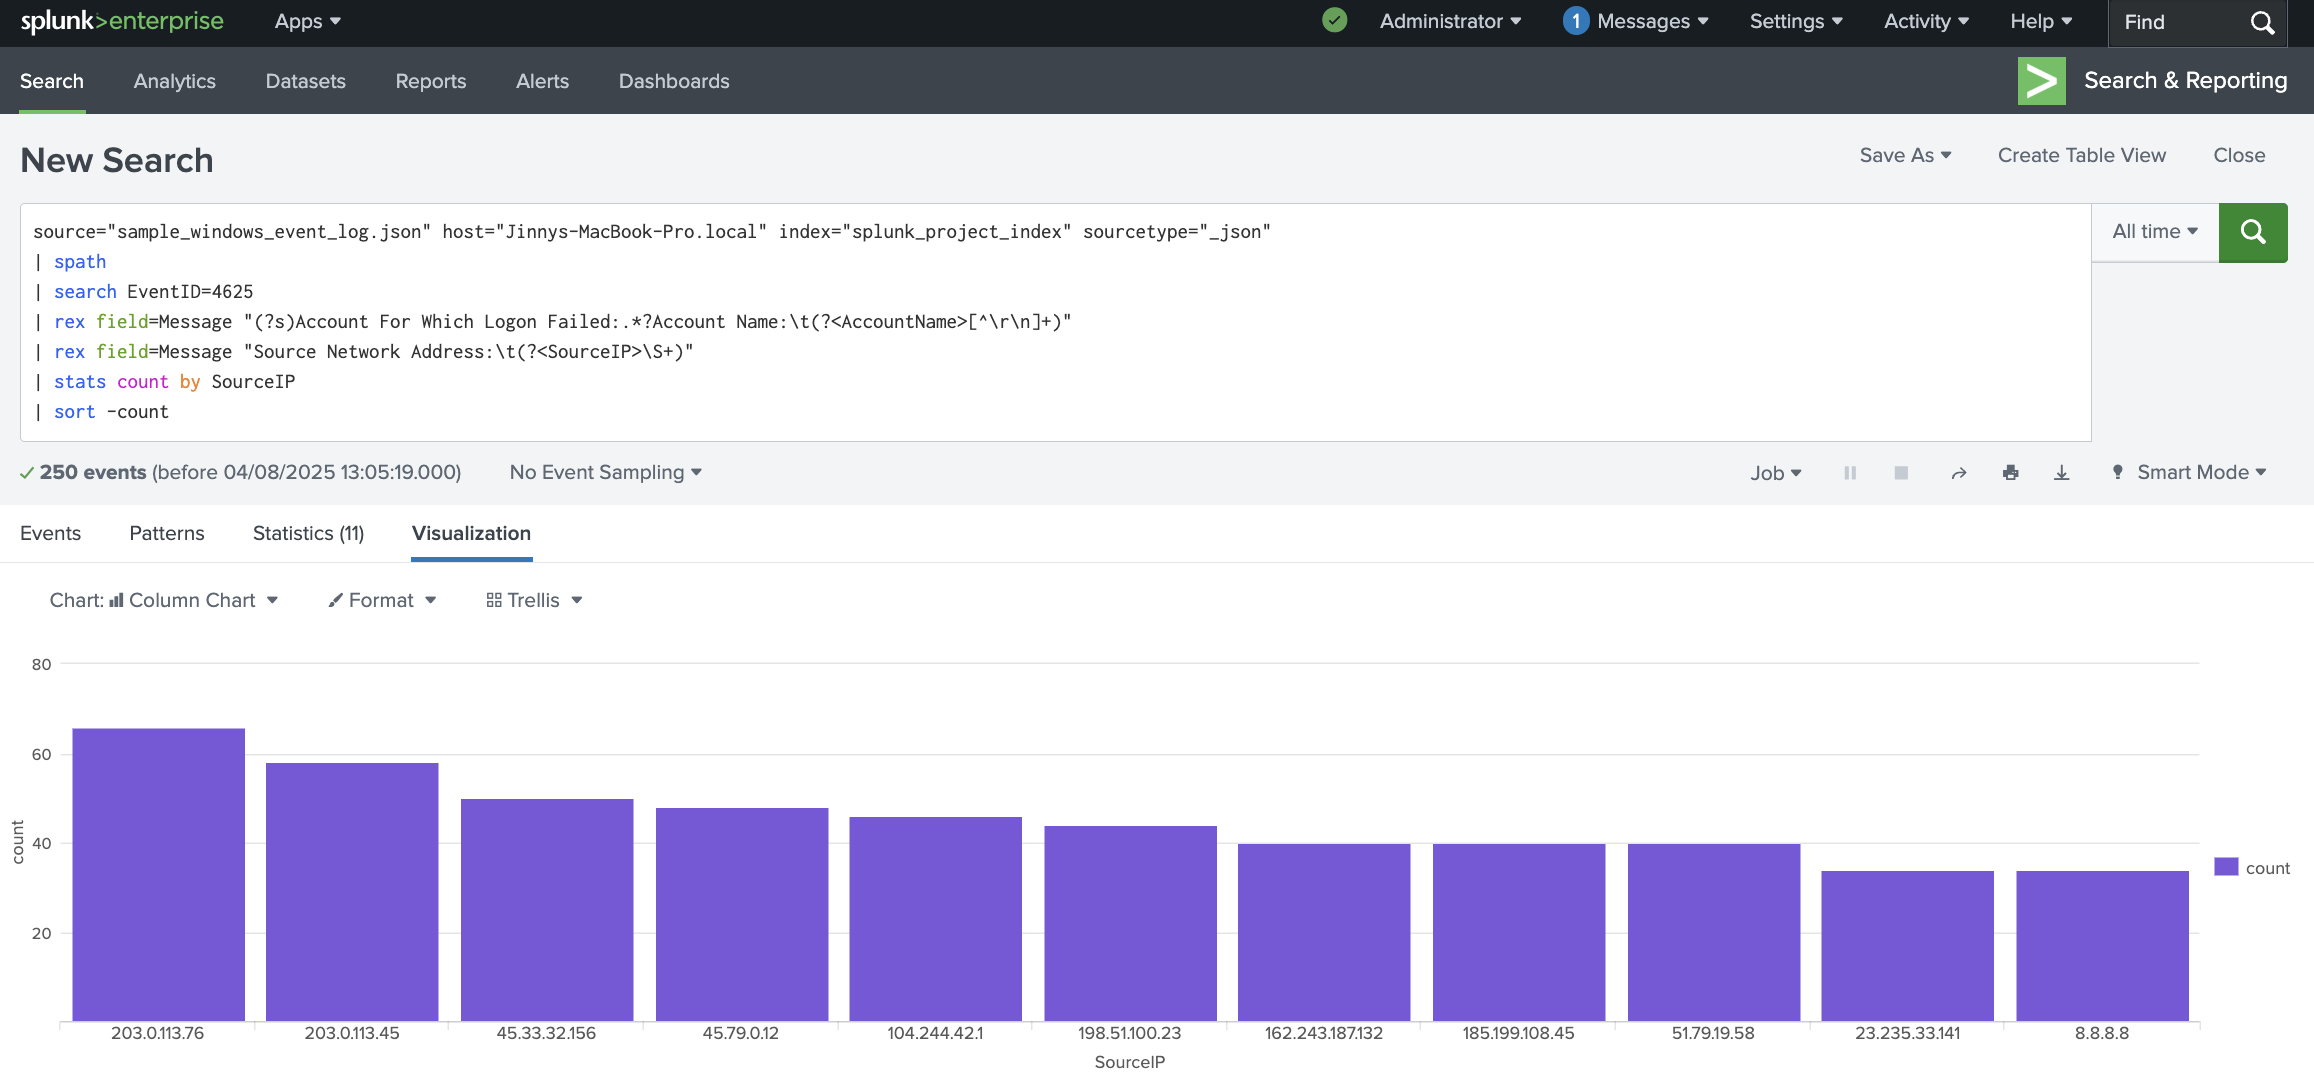 splunk>enterprise Apps Administrator 1 Messages Settings Activity Help Find
Search Analytics Datasets Reports Alerts Dashboards Search & Reporting
New Search Save As Create Table View Close
source="sample_windows_event_log.json" host="Jinnys-MacBook-Pro.local" index="splunk_project_index" sourcetype="_json" All time
| spath
| search EventID=4625
| rex field=Message "(?s)Account For Which Logon Failed:.*?Account Name:\t(?<AccountName>[^\r\n]+)"
| rex field=Message "Source Network Address:\t(?<SourceIP>\S+)"
| stats count by SourceIP
| sort -count
250 events (before 04/08/2025 13:05:19.000) No Event Sampling Job Smart Mode
Events Patterns Statistics (11) Visualization
Chart: Column Chart Format Trellis
80
60
40
20
count
count
203.0.113.76 203.0.113.45 45.33.32.156 45.79.0.12 104.244.42.1 198.51.100.23 162.243.187.132 185.199.108.45 51.79.19.58 23.235.33.141 8.8.8.8
SourceIP